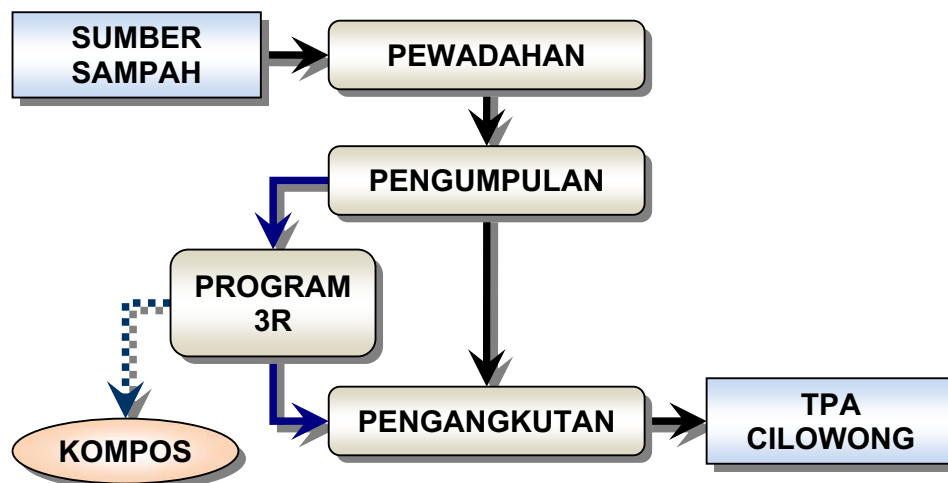 SUMBER
SAMPAH
PEWADAHAN
PENGUMPULAN
PROGRAM
3R
PENGANGKUTAN
TPA
CILOWONG
KOMPOS